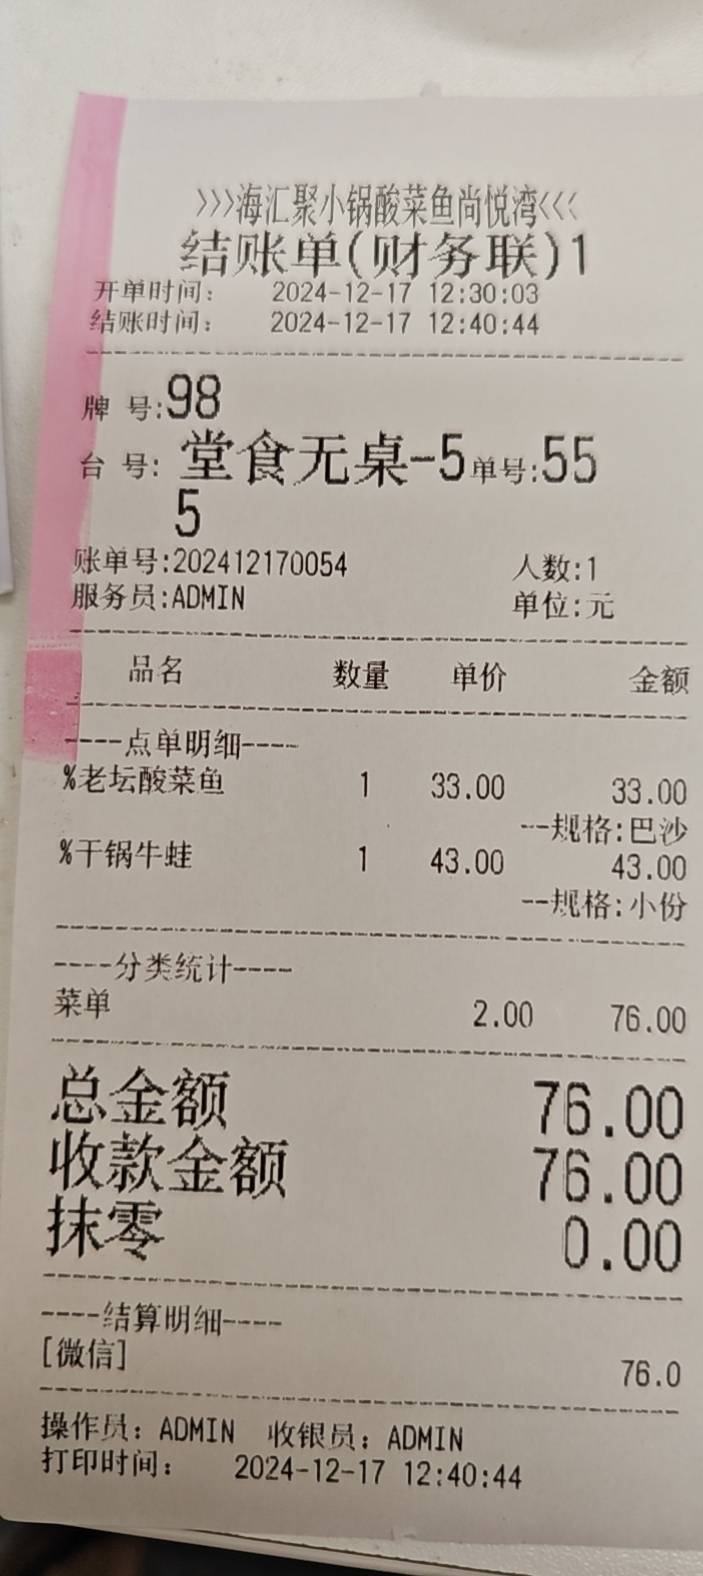 >>>海汇聚小锅酸菜鱼尚悦湾<<<
结账单(财务联)1
开单时间: 2024-12-17 12:30:03
结账时间: 2024-12-17 12:40:44
牌 号:98
台 号: 堂食无桌-5 单号:55
5
账单号:202412170054 人数:1
服务员:ADMIN 单位:元
品名 数量 单价 金额
----点单明细----
%老坛酸菜鱼 1 33.00 33.00
--规格:巴沙
%干锅牛蛙 1 43.00 43.00
--规格:小份
----分类统计----
菜单 2.00 76.00
总金额 76.00
收款金额 76.00
抹零 0.00
----结算明细----
[微信] 76.0
操作员: ADMIN 收银员: ADMIN
打印时间: 2024-12-17 12:40:44